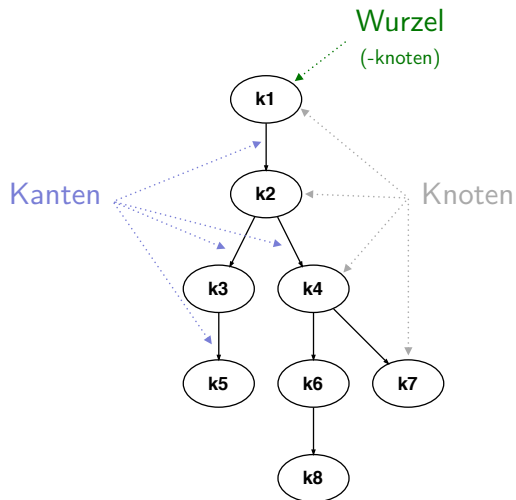 Wurzel
(-knoten)
k1
Kanten
k2
Knoten
k3
k4
k5
k6
k7
k8